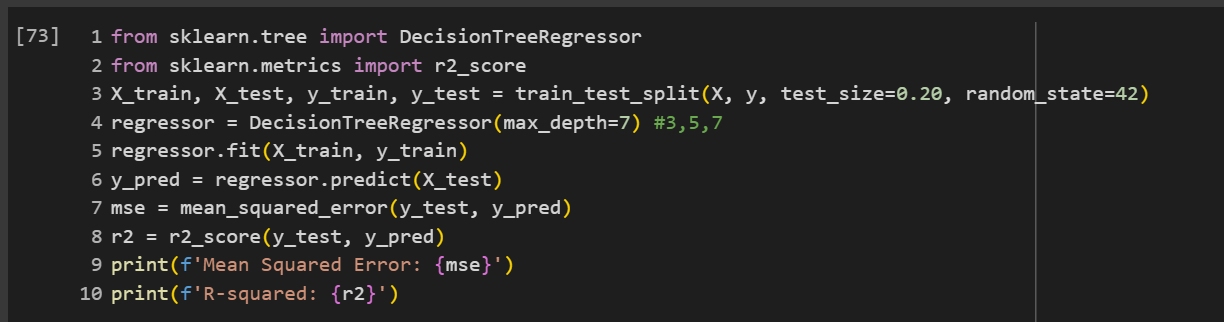 [73] 1 from sklearn.tree import DecisionTreeRegressor
2 from sklearn.metrics import r2_score
3 X_train, X_test, y_train, y_test = train_test_split(X, y, test_size=0.20, random_state=42)
4 regressor = DecisionTreeRegressor(max_depth=7) #3,5,7
5 regressor.fit(X_train, y_train)
6 y_pred = regressor.predict(X_test)
7 mse = mean_squared_error(y_test, y_pred)
8 r2 = r2_score(y_test, y_pred)
9 print(f'Mean Squared Error: {mse}')
10 print(f'R-squared: {r2}')